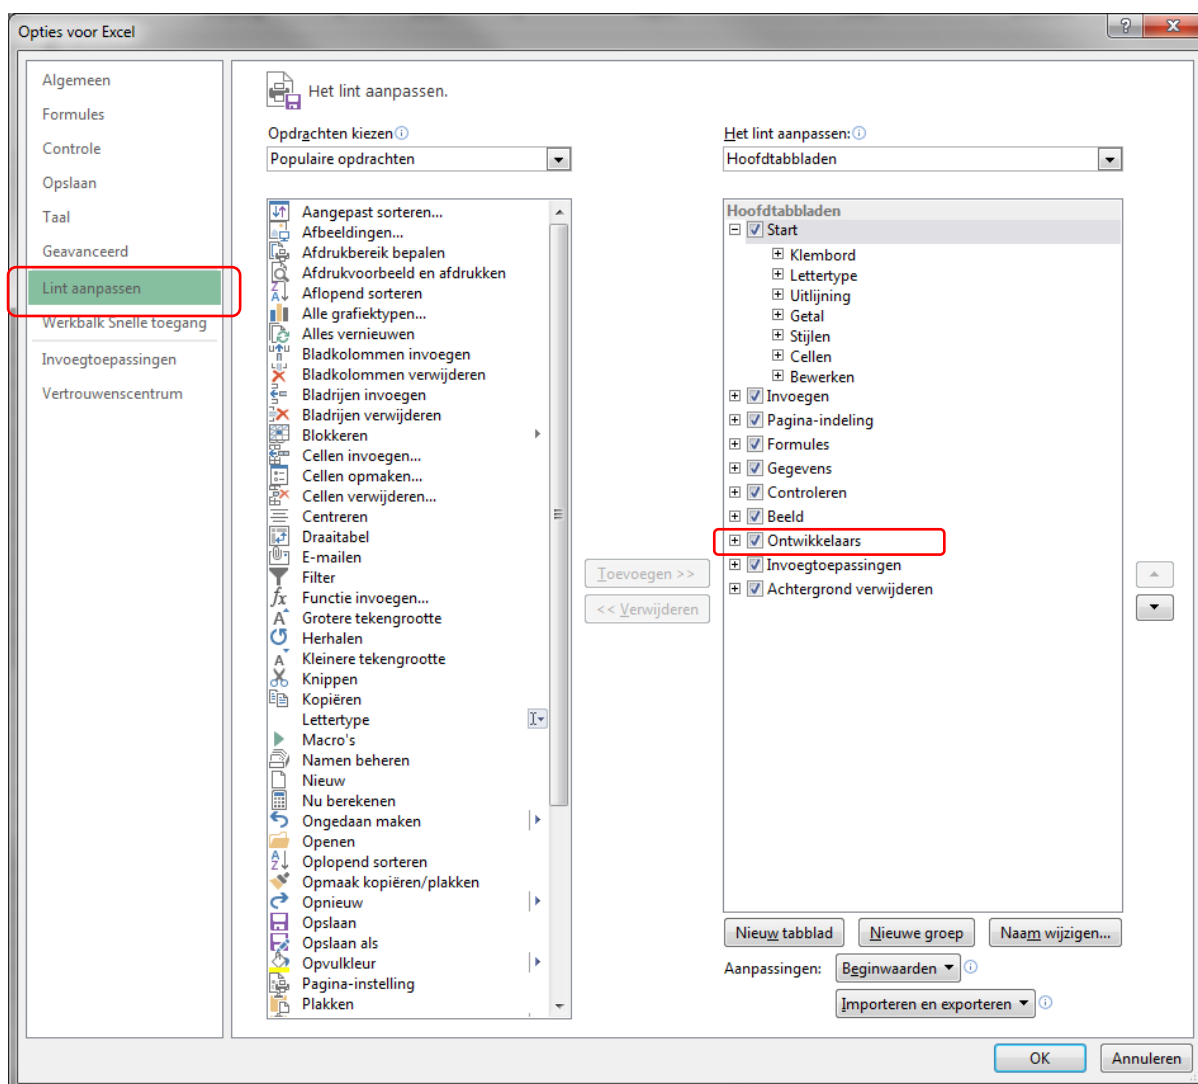 Opties voor Excel
Algemeen
Formules
Controle
Opslaan
Taal
Geavanceerd
Lint aanpassen
Werkbalk Snelle toegang
Invoegtoepassingen
Vertrouwenscentrum
Het lint aanpassen.
Opdrachten kiezen
Populaire opdrachten
Aangepast sorteren...
Afbeeldingen...
Afdrukbereik bepalen
Afdrukvoorbeeld en afdrukken
Aflopend sorteren
Alle grafiektypen...
Alles vernieuwen
Bladkolommen invoegen
Bladkolommen verwijderen
Bladrijen invoegen
Bladrijen verwijderen
Blokkeren
Cellen invoegen...
Cellen opmaken...
Cellen verwijderen...
Centreren
Draaitabel
E-mailen
Filter
Functie invoegen...
Grotere tekengrootte
Herhalen
Kleinere tekengrootte
Knippen
Kopiëren
Lettertype
Macro's
Namen beheren
Nieuw
Nu berekenen
Ongedaan maken
Openen
Oplopend sorteren
Opmaak kopiëren/plakken
Opnieuw
Opslaan
Opslaan als
Opvulkleur
Pagina-instelling
Plakken
Toevoegen >>
<< Verwijderen
Het lint aanpassen:
Hoofdtabbladen
Hoofdtabbladen
Start
Klembord
Lettertype
Uitlijning
Getal
Stijlen
Cellen
Bewerken
Invoegen
Pagina-indeling
Formules
Gegevens
Controleren
Beeld
Ontwikkelaars
Invoegtoepassingen
Achtergrond verwijderen
Nieuw tabblad
Nieuwe groep
Naam wijzigen...
Aanpassingen:
Beginwaarden
Importeren en exporteren
OK
Annuleren